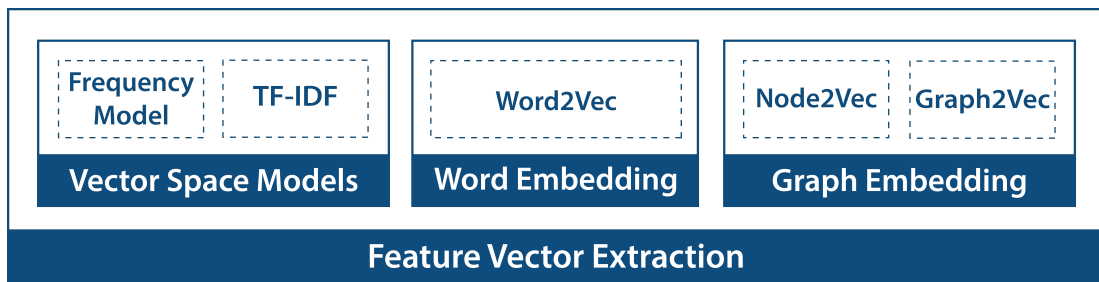 Frequency
Model
TF-IDF
Word2Vec
Node2Vec
Graph2Vec
Vector Space Models
Word Embedding
Graph Embedding
Feature Vector Extraction